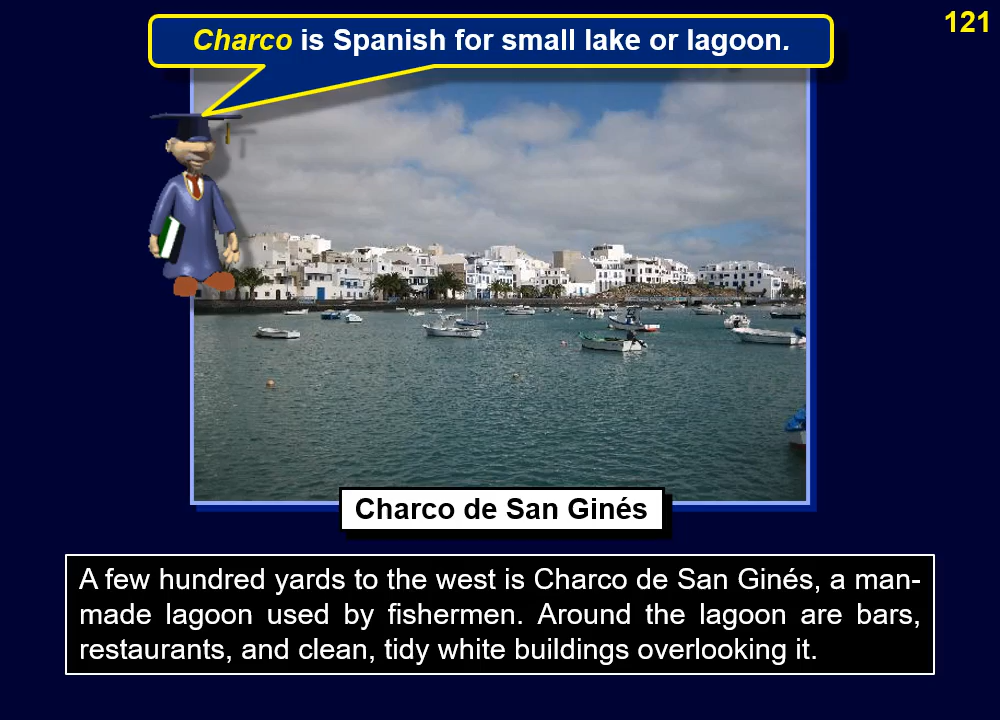 121
Charco is Spanish for small lake or lagoon.
Charco de San Ginés
A few hundred yards to the west is Charco de San Ginés, a man-
made lagoon used by fishermen. Around the lagoon are bars,
restaurants, and clean, tidy white buildings overlooking it.